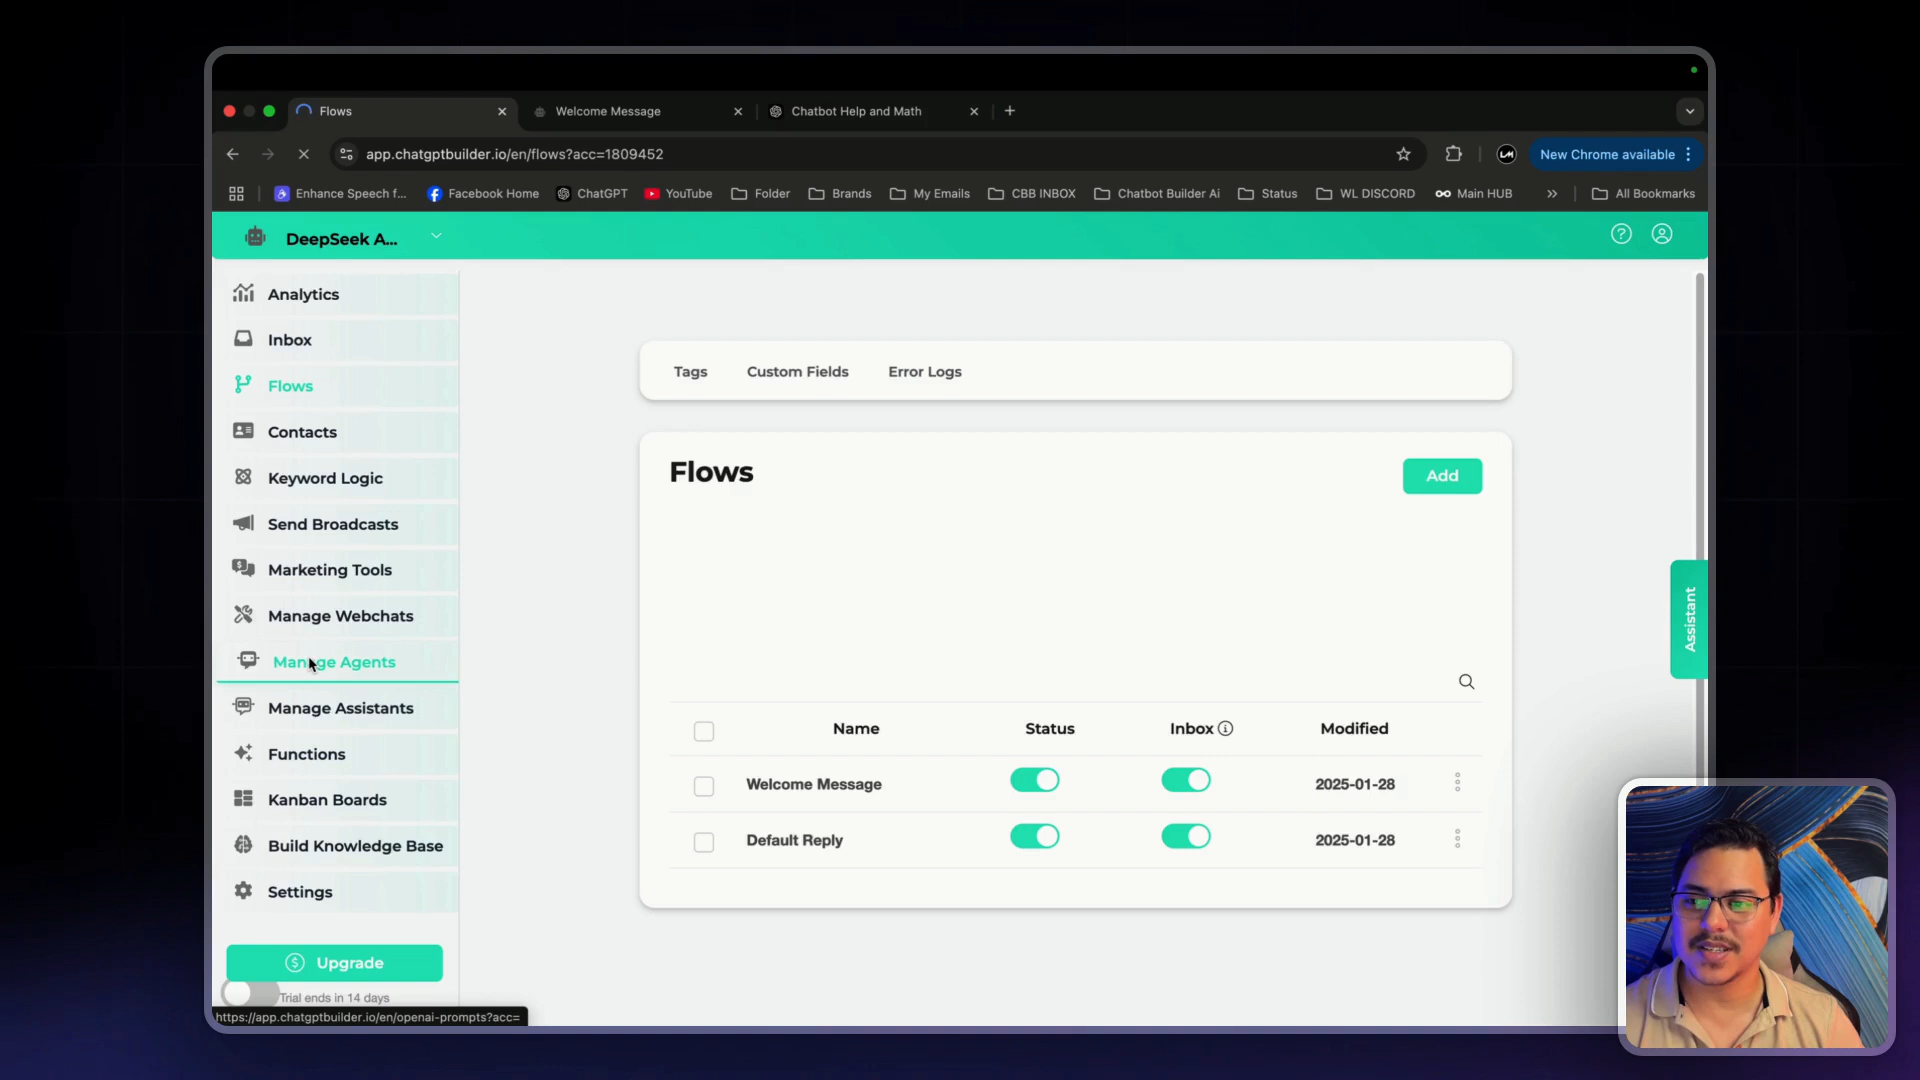 Flows
Welcome Message
Chatbot Help and Math
app.chatgptbuilder.io/en/flows?acc=1809452
New Chrome available
Enhance Speech f...
Facebook Home
ChatGPT
YouTube
Folder
Brands
My Emails
CBB INBOX
Chatbot Builder Ai
Status
WL DISCORD
Main HUB
»
All Bookmarks
DeepSeek A...
Analytics
Inbox
Flows
Contacts
Keyword Logic
Send Broadcasts
Marketing Tools
Manage Webchats
Manage Agents
Manage Assistants
Functions
Kanban Boards
Build Knowledge Base
Settings
Upgrade
Trial ends in 14 days
https://app.chatgptbuilder.io/en/openai-prompts?acc=
Tags Custom Fields Error Logs
Flows
Add
Name Status Inbox Modified
Welcome Message 2025-01-28
Default Reply 2025-01-28
Assistant